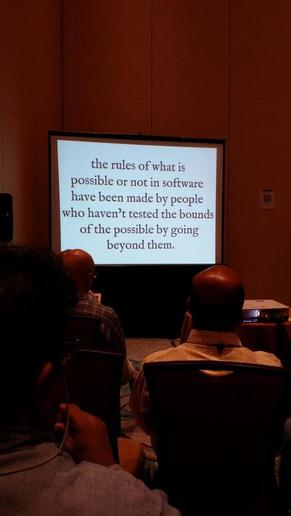 the rules of what is
possible or not in software
have been made by people
who haven't tested the bounds
of the possible by going
beyond them.